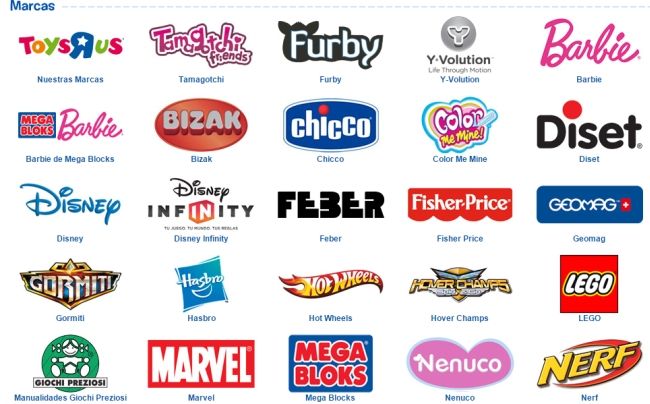 Marcas
Toys R Us
Tamagotchi friends
Furby
Y-Volution
Life Through Motion
Barbie
Nuestras Marcas
Tamagotchi
Furby
Y-Volution
Barbie
MEGA BLOKS Barbie
BIZAK
chicco
Color Me Mine!
Diset
Barbie de Mega Blocks
Bizak
Chicco
Color Me Mine
Diset
Disney
Disney INFINITY
TU JUEGO. TU MUNDO. TUS REGLAS
FEBER
Fisher-Price
GEOMAG
Disney
Disney Infinity
Feber
Fisher Price
Geomag
GORMITI
Hasbro
Hot Wheels
HOVER CHAMPS
LEGO
Gormiti
Hasbro
Hot Wheels
Hover Champs
LEGO
GIOCHI PREZIOSI
MARVEL
MEGA BLOKS
Nenuco
NERF
Manualidades Giochi Preziosi
Marvel
Mega Blocks
Nenuco
Nerf